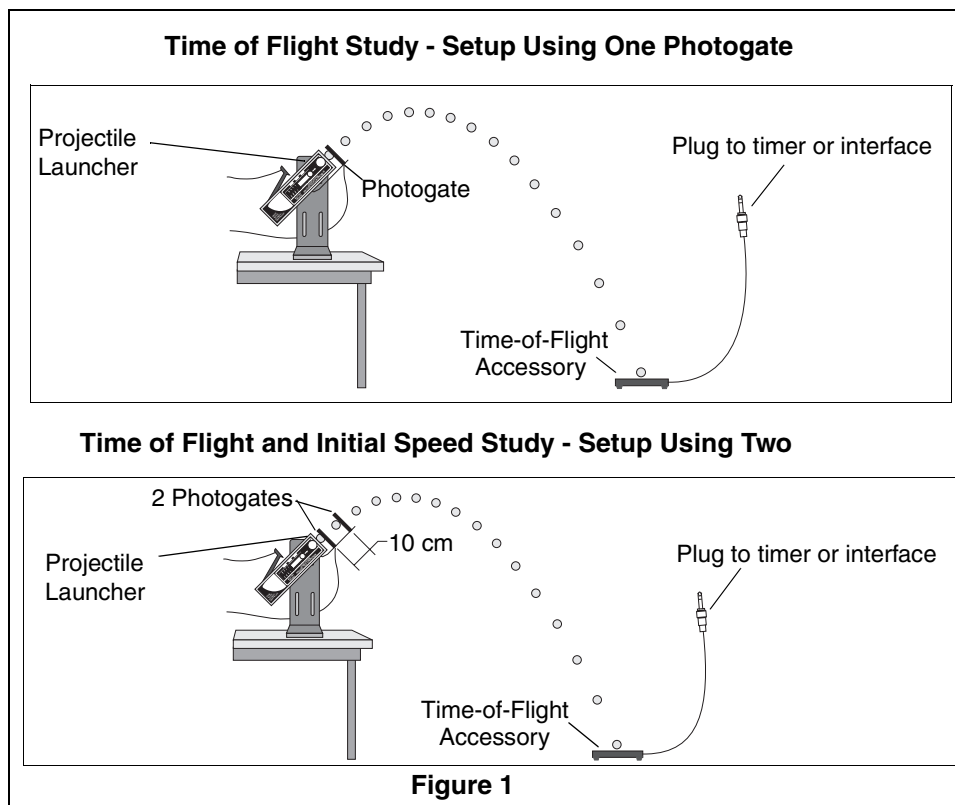 Time of Flight Study - Setup Using One Photogate
Projectile
Launcher
Photogate
Plug to timer or interface
Time-of-Flight
Accessory
Time of Flight and Initial Speed Study - Setup Using Two
2 Photogates
10 cm
Projectile
Launcher
Plug to timer or interface
Time-of-Flight
Accessory
Figure 1